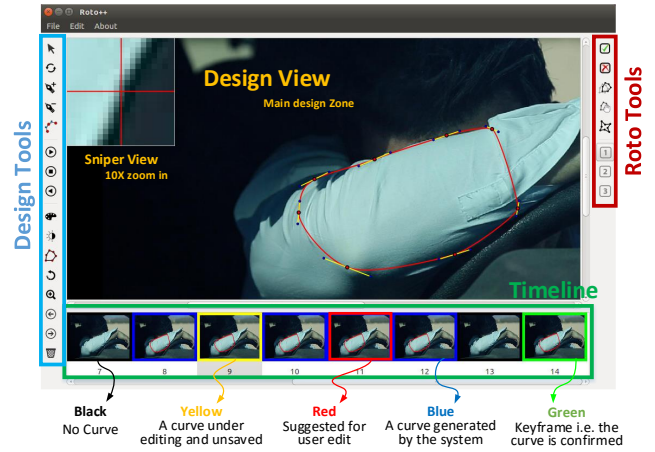 Roto++
File Edit About
Design View
Main design Zone
Sniper View
10X zoom in
Design Tools
Roto Tools
1
2
3
Timeline
7 8 9 10 11 12 13 14
Black
No Curve
Yellow
A curve under
editing and unsaved
Red
Suggested for
user edit
Blue
A curve generated
by the system
Green
Keyframe i.e. the
curve is confirmed